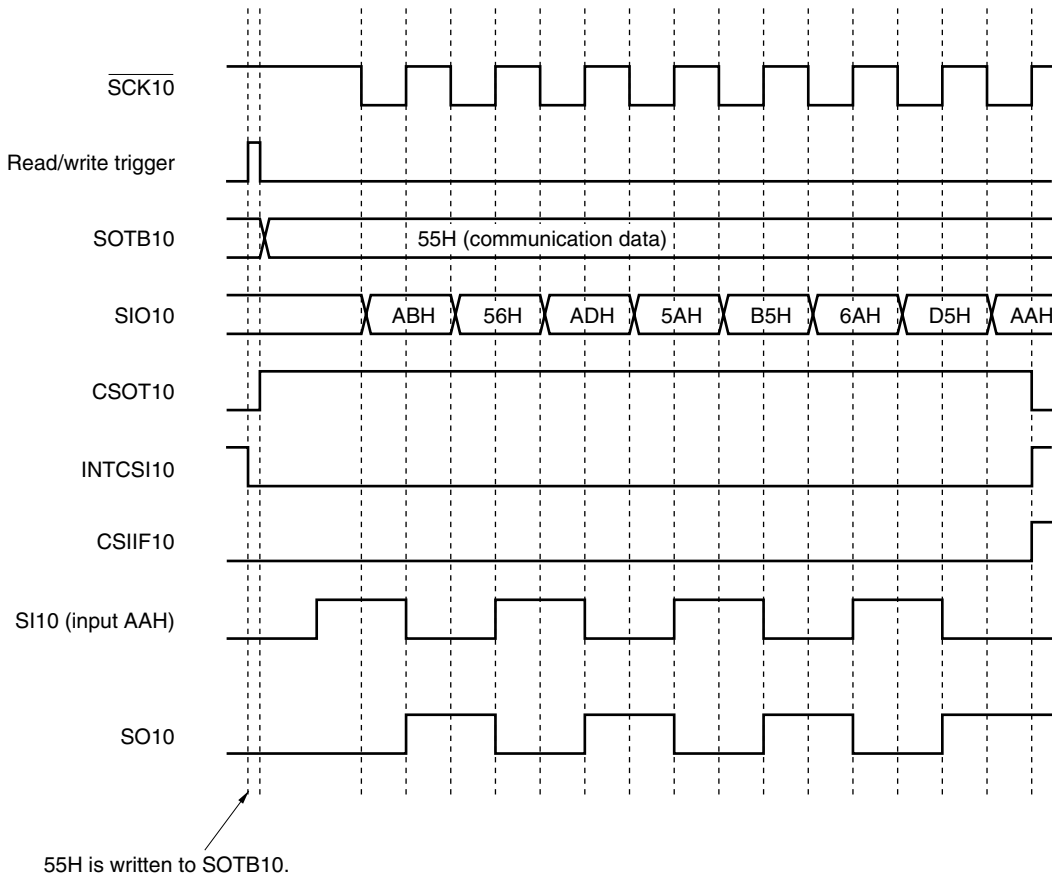 SCK10
Read/write trigger
SOTB10
55H (communication data)
SIO10
ABH 56H ADH 5AH B5H 6AH D5H AAH
CSOT10
INTCSI10
CSIIF10
SI10 (input AAH)
SO10
55H is written to SOTB10.